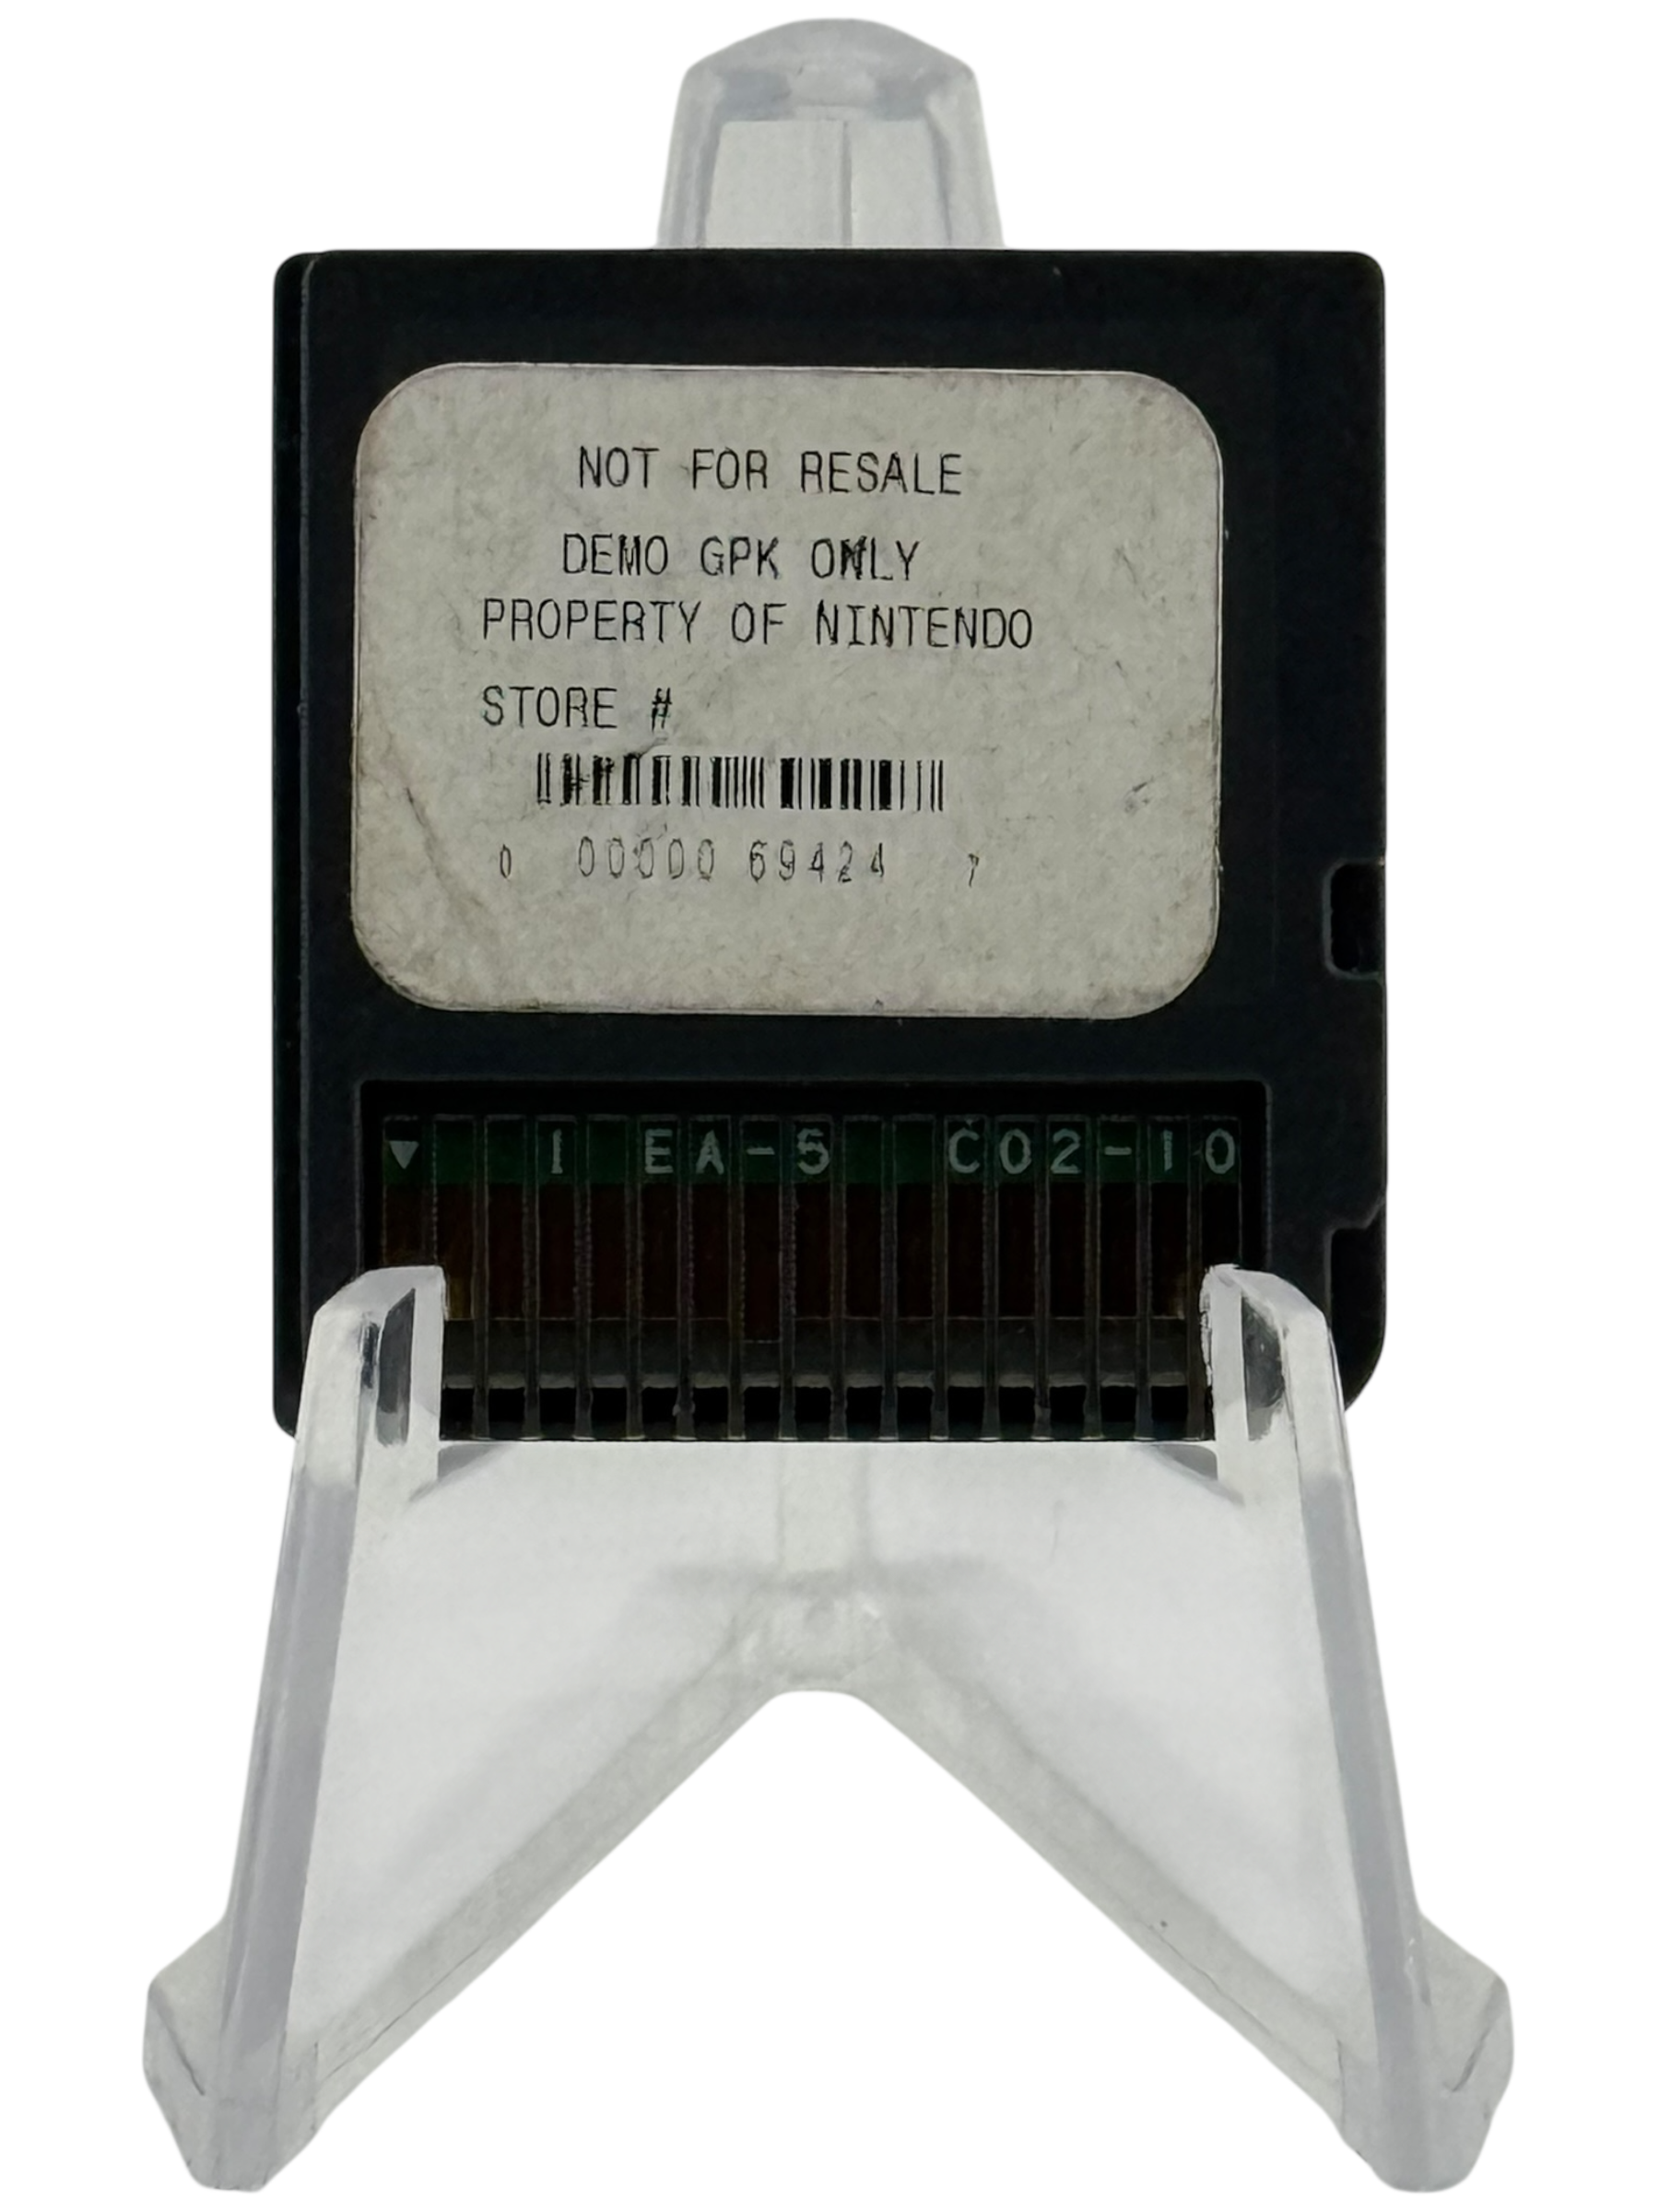 NOT FOR RESALE
DEMO GPK ONLY
PROPERTY OF NINTENDO
STORE #
0 00000 69424 7
▼ 1 EA-5 C02-10